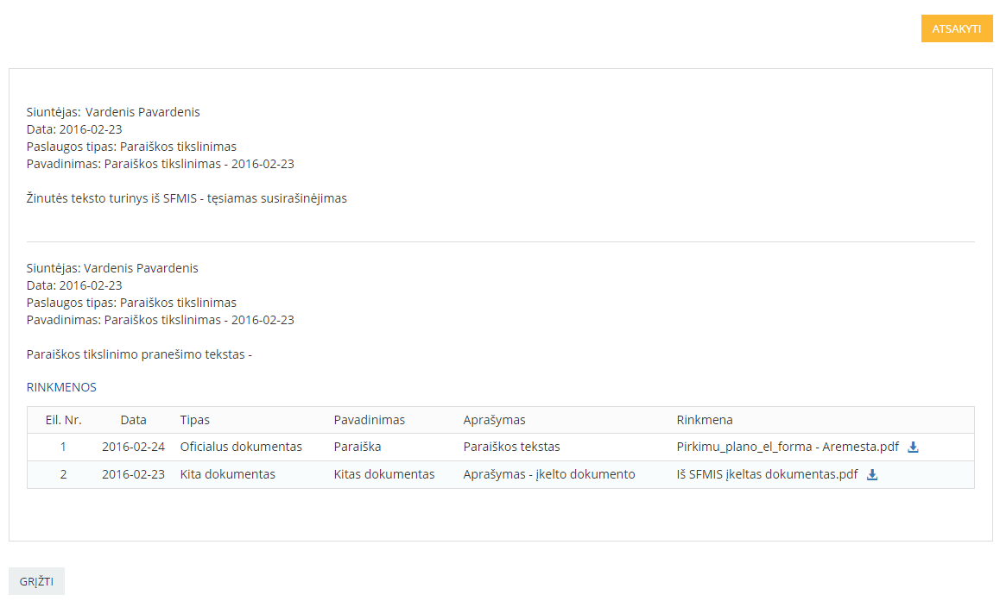 ATSAKYTI
Siuntėjas: Vardenis Pavardenis
Data: 2016-02-23
Paslaugos tipas: Paraiškos tikslinimas
Pavadinimas: Paraiškos tikslinimas - 2016-02-23
Žinutės teksto turinys iš SFMIS - tęsiamas susirašinėjimas
Siuntėjas: Vardenis Pavardenis
Data: 2016-02-23
Paslaugos tipas: Paraiškos tikslinimas
Pavadinimas: Paraiškos tikslinimas - 2016-02-23
Paraiškos tikslinimo pranešimo tekstas -
RINKMENOS
Eil. Nr. Data Tipas Pavadinimas Aprašymas Rinkmena
1 2016-02-24 Oficialus dokumentas Paraiška Paraiškos tekstas Pirkimu_plano_el_forma - Aremesta.pdf
2 2016-02-23 Kita dokumentas Kitas dokumentas Aprašymas - įkelto dokumento Iš SFMIS įkeltas dokumentas.pdf
GRĮŽTI